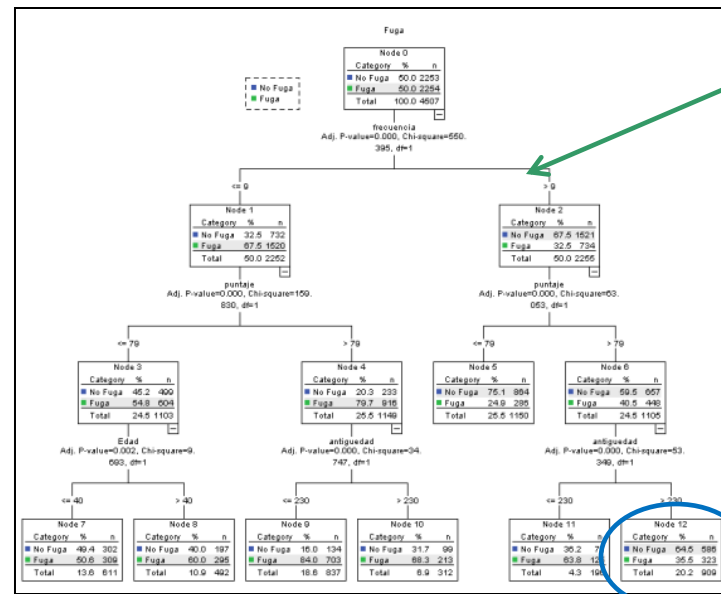 Fuga
No Fuga
Fuga
Node 0
Category % n
No Fuga 50.0 2253
Fuga 50.0 2254
Total 100.0 4507
frecuencia
Adj. P-value=0.000, Chi-square=550.
395, df=1
<= 9
> 9
Node 1
Category % n
No Fuga 32.5 732
Fuga 67.5 1520
Total 50.0 2252
Node 2
Category % n
No Fuga 67.5 1521
Fuga 32.5 734
Total 50.0 2255
puntaje
Adj. P-value=0.000, Chi-square=159.
830, df=1
puntaje
Adj. P-value=0.000, Chi-square=63.
053, df=1
<= 79
> 79
<= 79
> 79
Node 3
Category % n
No Fuga 45.2 499
Fuga 54.8 604
Total 24.5 1103
Node 4
Category % n
No Fuga 20.3 233
Fuga 79.7 916
Total 25.5 1149
Node 5
Category % n
No Fuga 75.1 864
Fuga 24.9 286
Total 25.5 1150
Node 6
Category % n
No Fuga 59.5 657
Fuga 40.5 448
Total 24.5 1105
Edad
Adj. P-value=0.002, Chi-square=9.
693, df=1
antiguedad
Adj. P-value=0.000, Chi-square=34.
747, df=1
antiguedad
Adj. P-value=0.000, Chi-square=53.
349, df=1
<= 40
> 40
<= 230
> 230
<= 230
> 230
Node 7
Category % n
No Fuga 49.4 302
Fuga 50.6 309
Total 13.6 611
Node 8
Category % n
No Fuga 40.0 197
Fuga 60.0 295
Total 10.9 492
Node 9
Category % n
No Fuga 16.0 134
Fuga 84.0 703
Total 18.6 837
Node 10
Category % n
No Fuga 31.7 99
Fuga 68.3 213
Total 6.9 312
Node 11
Category %
No Fuga 36.2
Fuga 63.8
Total 4.3 196
Node 12
Category % n
No Fuga 64.5 586
Fuga 35.5 323
Total 20.2 909